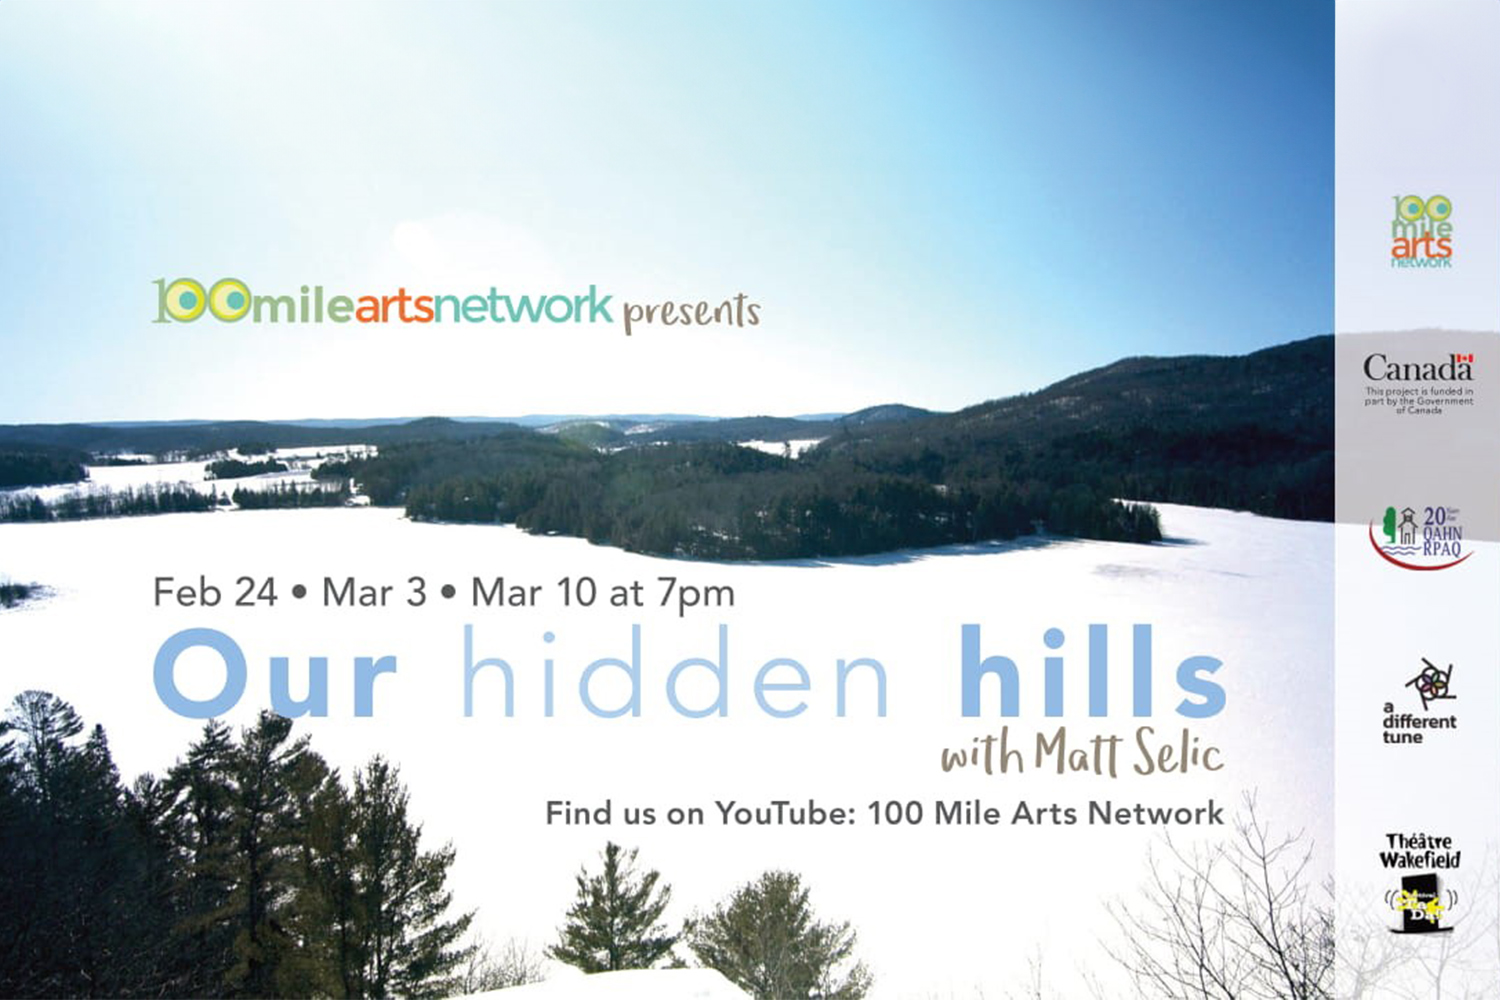 100mileartsnetwork presents
Feb 24 • Mar 3 • Mar 10 at 7pm
Our hidden hills
with Matt Selic
Find us on YouTube: 100 Mile Arts Network
100
mile
arts
network
Canada
This project is funded in
part by the Government
of Canada
20
QAHN
RPAQ
a
different
tune
Théâtre
Wakefield